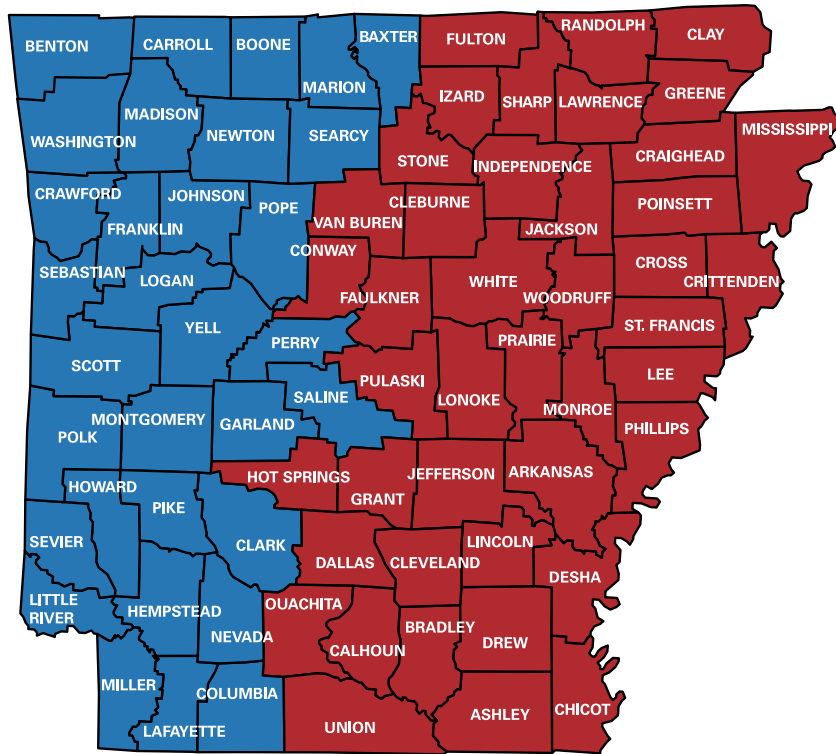 BENTON
CARROLL
BOONE
BAXTER
FULTON
RANDOLPH
CLAY
MARION
IZARD
SHARP
LAWRENCE
GREENE
MADISON
WASHINGTON
NEWTON
SEARCY
MISSISSIPPI
STONE
INDEPENDENCE
CRAIGHEAD
CRAWFORD
JOHNSON
POPE
CLEBURNE
VAN BUREN
POINSETT
FRANKLIN
JACKSON
CONWAY
SEBASTIAN
LOGAN
WHITE
WOODRUFF
CROSS
CRITTENDEN
FAULKNER
YELL
PERRY
PRAIRIE
ST. FRANCIS
SCOTT
PULASKI
LONOKE
LEE
SALINE
MONROE
MONTGOMERY
GARLAND
POLK
PHILLIPS
HOT SPRINGS
JEFFERSON
ARKANSAS
HOWARD
GRANT
PIKE
SEVIER
CLARK
LINCOLN
DALLAS
CLEVELAND
DESHA
LITTLE
RIVER
HEMPSTEAD
OUACHITA
BRADLEY
NEVADA
CALHOUN
DREW
MILLER
COLUMBIA
LAFAYETTE
UNION
ASHLEY
CHICOT